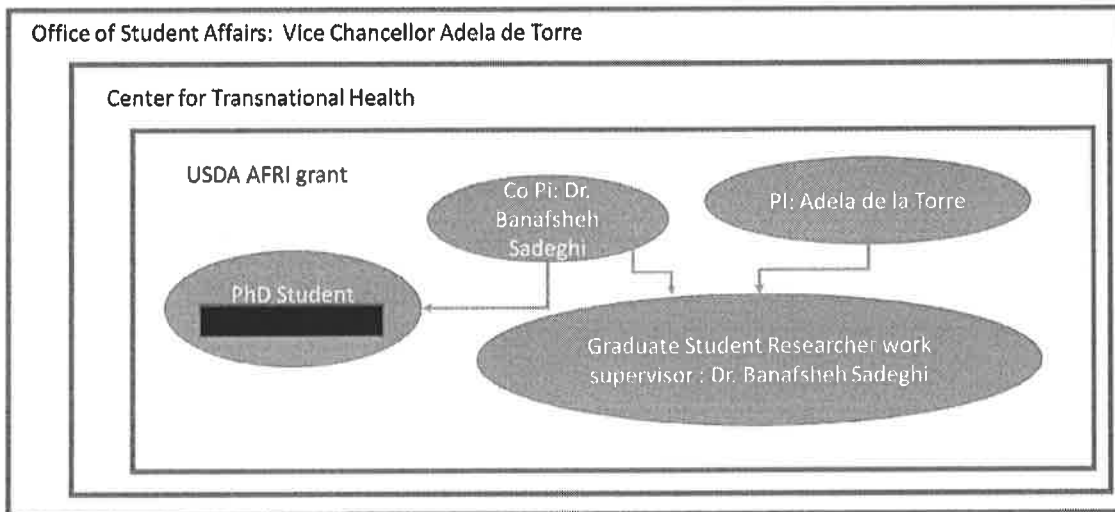 Office of Student Affairs: Vice Chancellor Adela de Torre
Center for Transnational Health
USDA AFRI grant
Co Pi: Dr.
Banafsheh
Sadeghi
PI: Adela de la Torre
PhD Student
Graduate Student Researcher work
supervisor : Dr. Banafsheh Sadeghi